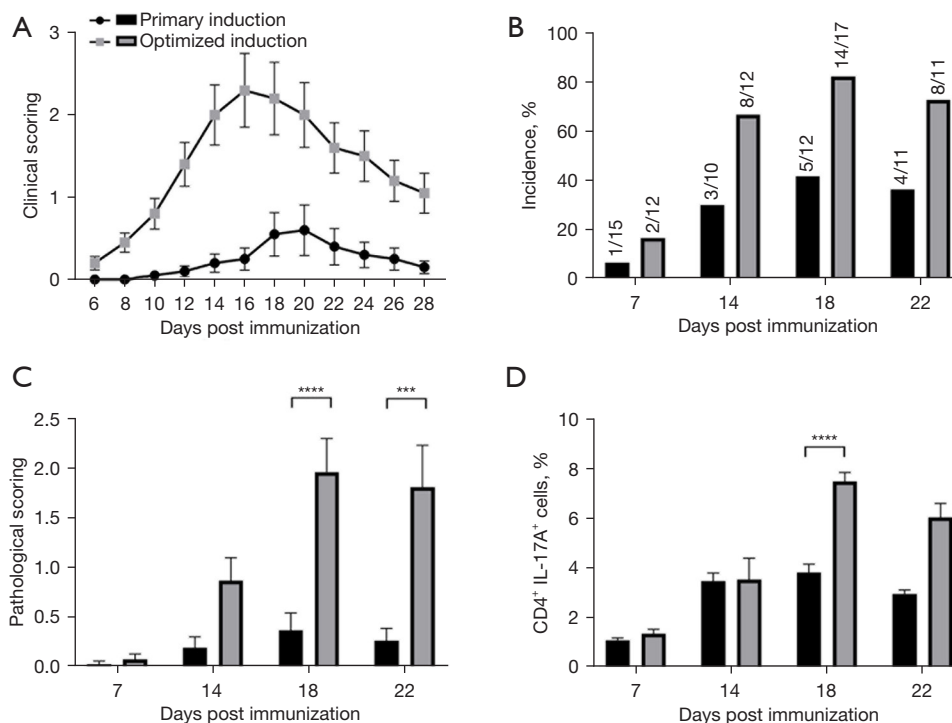 A
Primary induction
Optimized induction
3
2
1
0
Clinical scoring
6 8 10 12 14 16 18 20 22 24 26 28
Days post immunization
B
100
80
60
40
20
0
Incidence, %
1/15
2/12
3/10
8/12
5/12
14/17
4/11
8/11
7 14 18 22
Days post immunization
C
2.5
2.0
1.5
1.0
0.5
0.0
Pathological scoring
****
***
7 14 18 22
Days post immunization
D
10
8
6
4
2
0
CD4⁺ IL-17A⁺ cells, %
****
7 14 18 22
Days post immunization